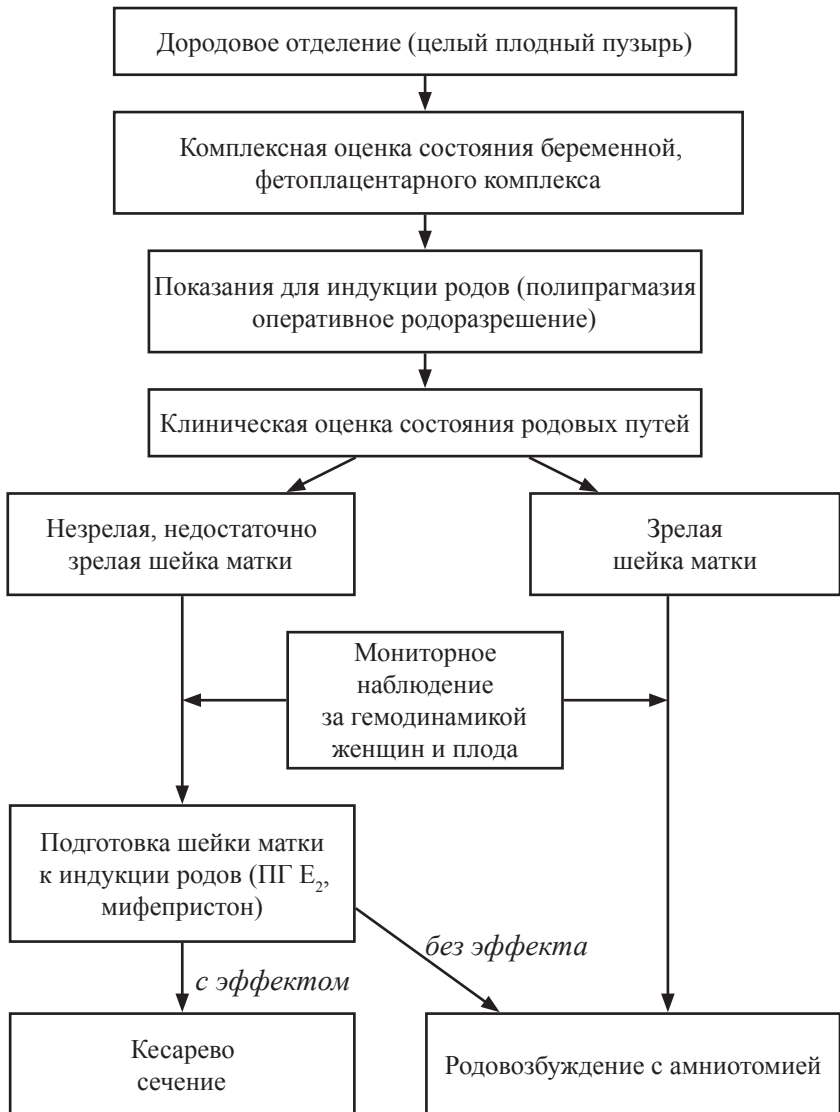 Дородовое отделение (целый плодный пузырь)
Комплексная оценка состояния беременной,
фетоплацентарного комплекса
Показания для индукции родов (полипрагмазия
оперативное родоразрешение)
Клиническая оценка состояния родовых путей
Незрелая, недостаточно
зрелая шейка матки
Зрелая
шейка матки
Мониторное
наблюдение
за гемодинамикой
женщин и плода
Подготовка шейки матки
к индукции родов (ПГ E₂,
мифепристон)
без эффекта
с эффектом
Кесарево
сечение
Родовозбуждение с амниотомией